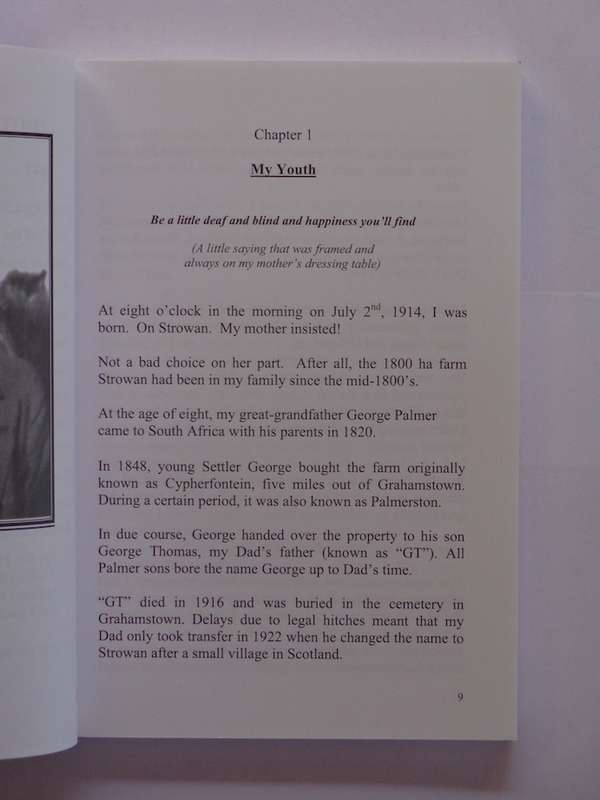 Chapter 1
My Youth
Be a little deaf and blind and happiness you'll find
(A little saying that was framed and
always on my mother's dressing table)
At eight o'clock in the morning on July 2nd, 1914, I was
born. On Strowan. My mother insisted!
Not a bad choice on her part. After all, the 1800 ha farm
Strowan had been in my family since the mid-1800's.
At the age of eight, my great-grandfather George Palmer
came to South Africa with his parents in 1820.
In 1848, young Settler George bought the farm originally
known as Cypherfontein, five miles out of Grahamstown.
During a certain period, it was also known as Palmerston.
In due course, George handed over the property to his son
George Thomas, my Dad's father (known as “GT”). All
Palmer sons bore the name George up to Dad's time.
“GT” died in 1916 and was buried in the cemetery in
Grahamstown. Delays due to legal hitches meant that my
Dad only took transfer in 1922 when he changed the name to
Strowan after a small village in Scotland.
9